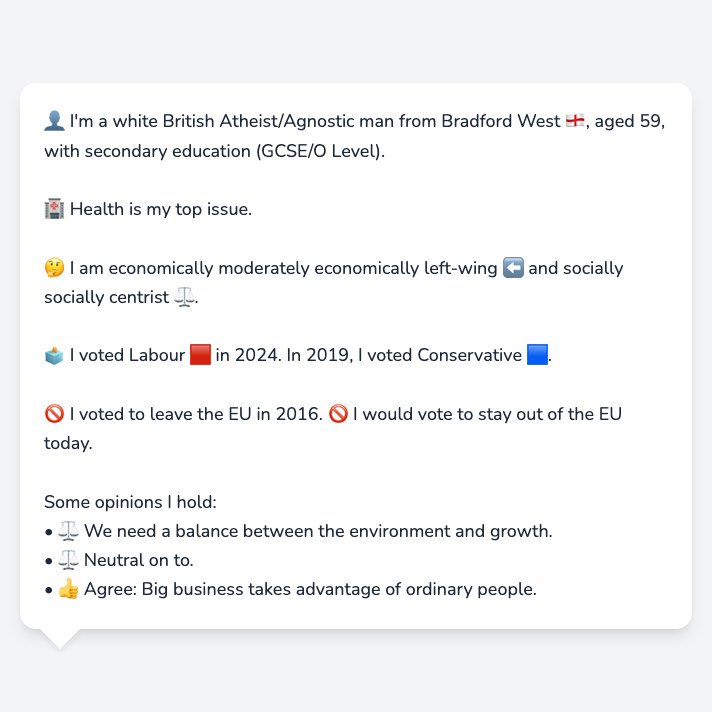 👤 I'm a white British Atheist/Agnostic man from Bradford West 🏴󠁧󠁢󠁥󠁮󠁧󠁿, aged 59,
with secondary education (GCSE/O Level).
🏥 Health is my top issue.
🤔 I am economically moderately economically left-wing ⬅️ and socially
socially centrist ⚖️.
🗳️ I voted Labour 🟥 in 2024. In 2019, I voted Conservative 🟦.
🚫 I voted to leave the EU in 2016. 🚫 I would vote to stay out of the EU
today.
Some opinions I hold:
• ⚖️ We need a balance between the environment and growth.
• ⚖️ Neutral on to.
• 👍 Agree: Big business takes advantage of ordinary people.